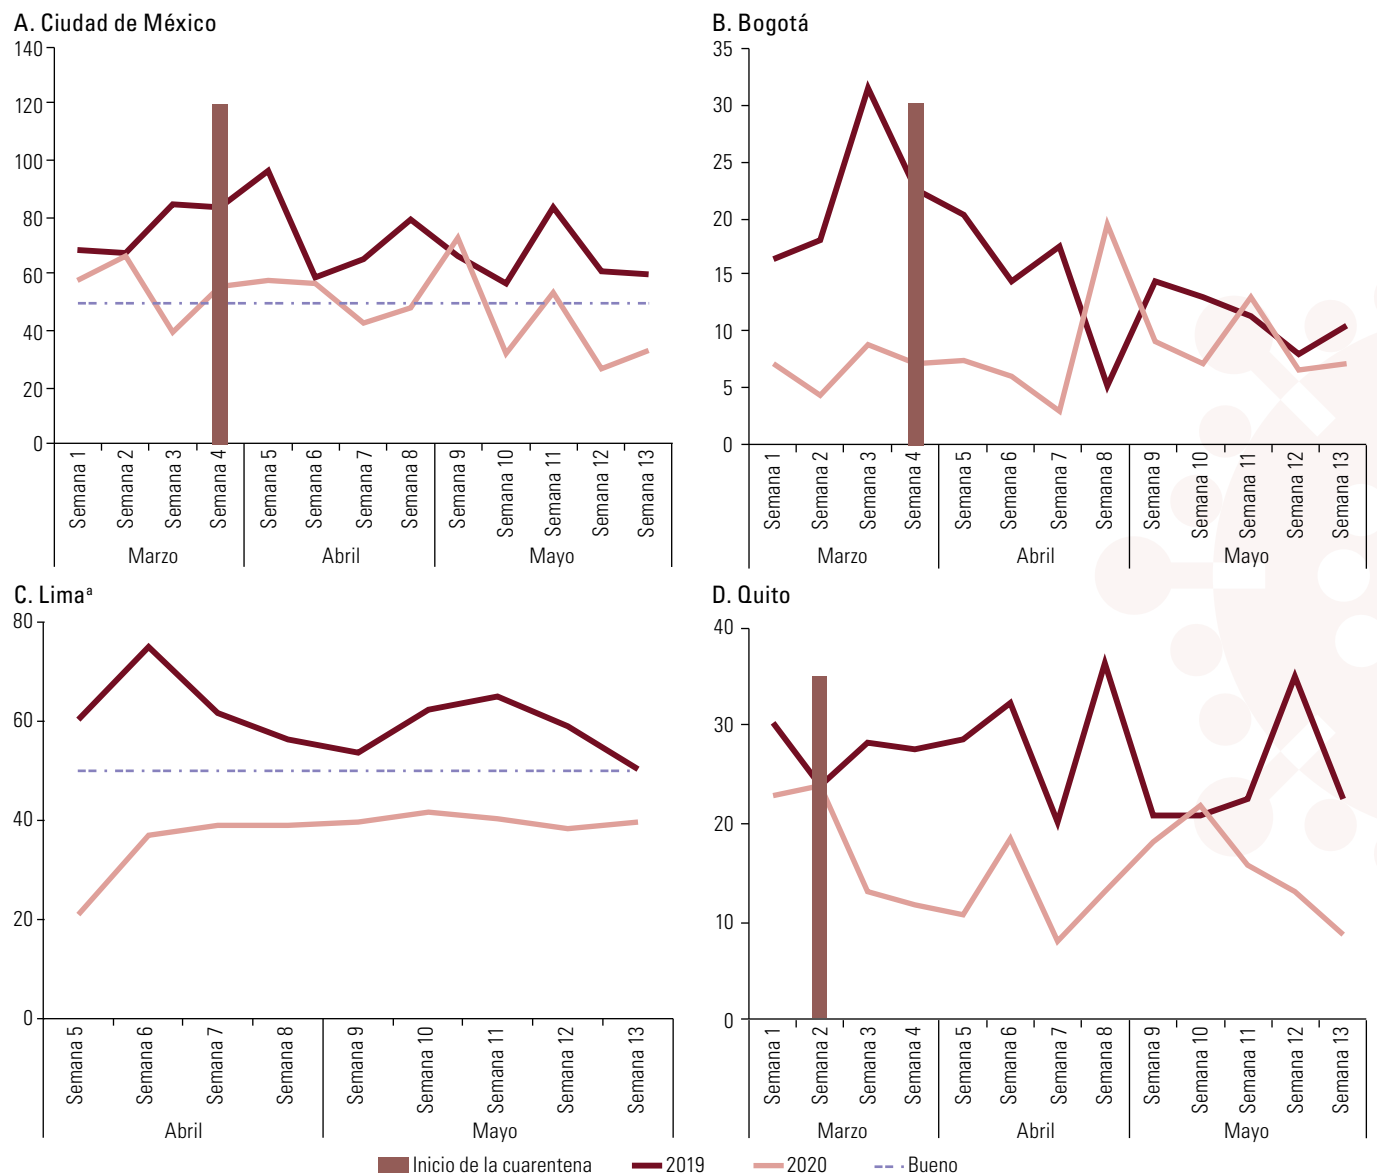 A. Ciudad de México
140
120
100
80
60
40
20
0
Semana 1
Semana 2
Semana 3
Semana 4
Semana 5
Semana 6
Semana 7
Semana 8
Semana 9
Semana 10
Semana 11
Semana 12
Semana 13
Marzo
Abril
Mayo
B. Bogotá
35
30
25
20
15
10
5
0
Semana 1
Semana 2
Semana 3
Semana 4
Semana 5
Semana 6
Semana 7
Semana 8
Semana 9
Semana 10
Semana 11
Semana 12
Semana 13
Marzo
Abril
Mayo
C. Limaᵃ
80
60
40
20
0
Semana 5
Semana 6
Semana 7
Semana 8
Semana 9
Semana 10
Semana 11
Semana 12
Semana 13
Abril
Mayo
D. Quito
40
30
20
10
0
Semana 1
Semana 2
Semana 3
Semana 4
Semana 5
Semana 6
Semana 7
Semana 8
Semana 9
Semana 10
Semana 11
Semana 12
Semana 13
Marzo
Abril
Mayo
Inicio de la cuarentena 2019 2020 Bueno